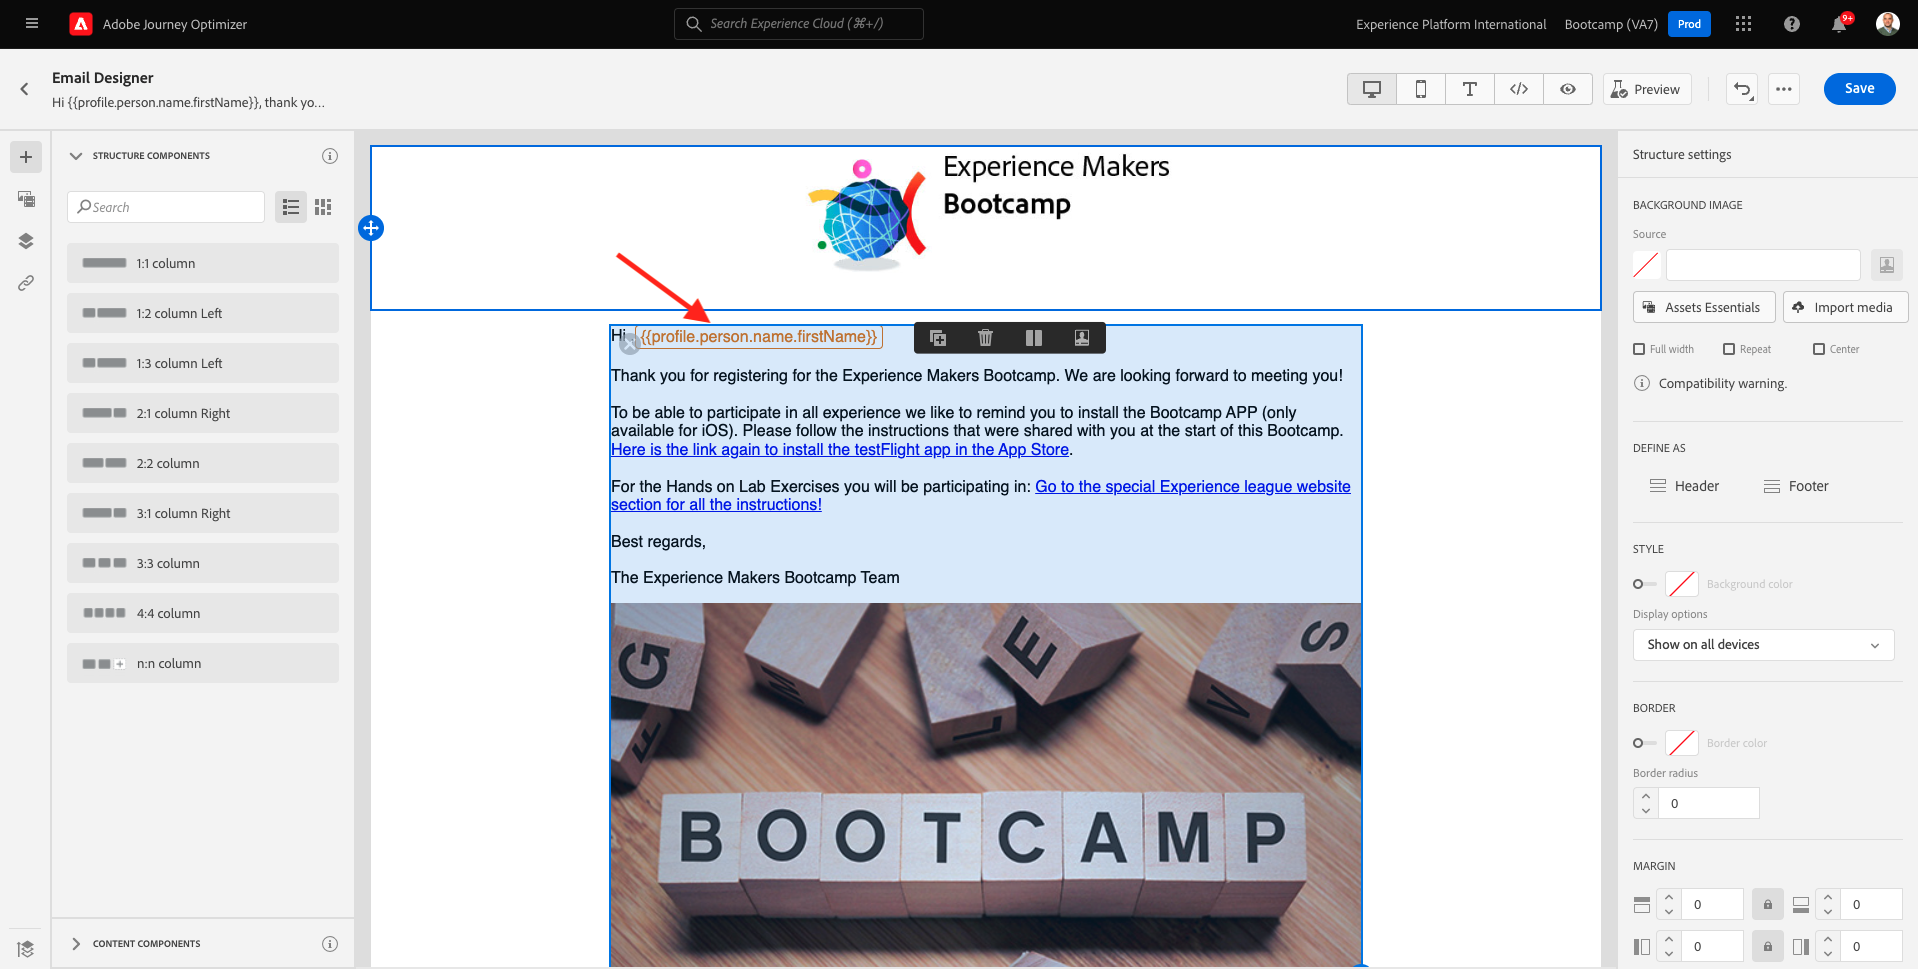 Adobe Journey Optimizer
Search Experience Cloud (⌘+/)
Experience Platform International
Bootcamp (VA7)
Prod
9+
Email Designer
Hi {{profile.person.name.firstName}}, thank yo...
Preview
Save
STRUCTURE COMPONENTS
Search
1:1 column
1:2 column Left
1:3 column Left
2:1 column Right
2:2 column
3:1 column Right
3:3 column
4:4 column
n:n column
CONTENT COMPONENTS
Experience Makers
Bootcamp
Hi {{profile.person.name.firstName}}
Thank you for registering for the Experience Makers Bootcamp. We are looking forward to meeting you!
To be able to participate in all experience we like to remind you to install the Bootcamp APP (only
available for iOS). Please follow the instructions that were shared with you at the start of this Bootcamp.
Here is the link again to install the testFlight app in the App Store.
For the Hands on Lab Exercises you will be participating in: Go to the special Experience league website
section for all the instructions!
Best regards,
The Experience Makers Bootcamp Team
BOOTCAMP
Structure settings
BACKGROUND IMAGE
Source
Assets Essentials
Import media
Full width
Repeat
Center
Compatibility warning.
DEFINE AS
Header
Footer
STYLE
Background color
Display options
Show on all devices
BORDER
Border color
Border radius
0
MARGIN
0
0
0
0